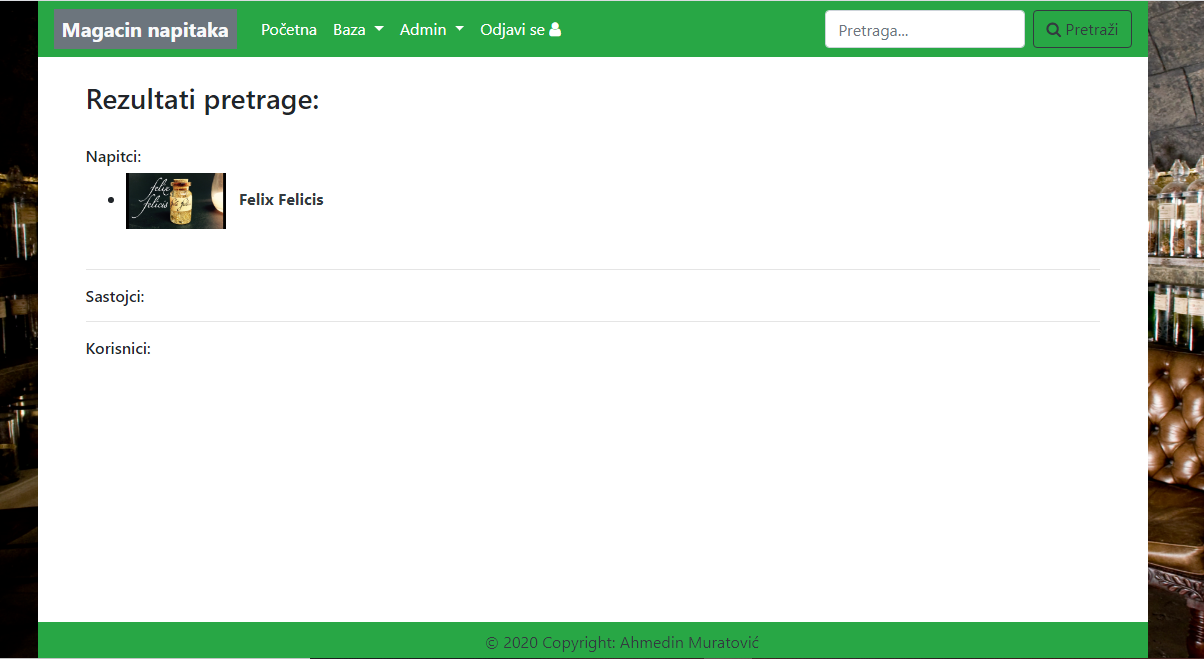 Magacin napitaka Početna Baza Admin Odjavi se Pretraga... Pretraži
Rezultati pretrage:
Napitci:
felix
felicis
Felix Felicis
Sastojci:
Korisnici:
© 2020 Copyright: Ahmedin Muratović